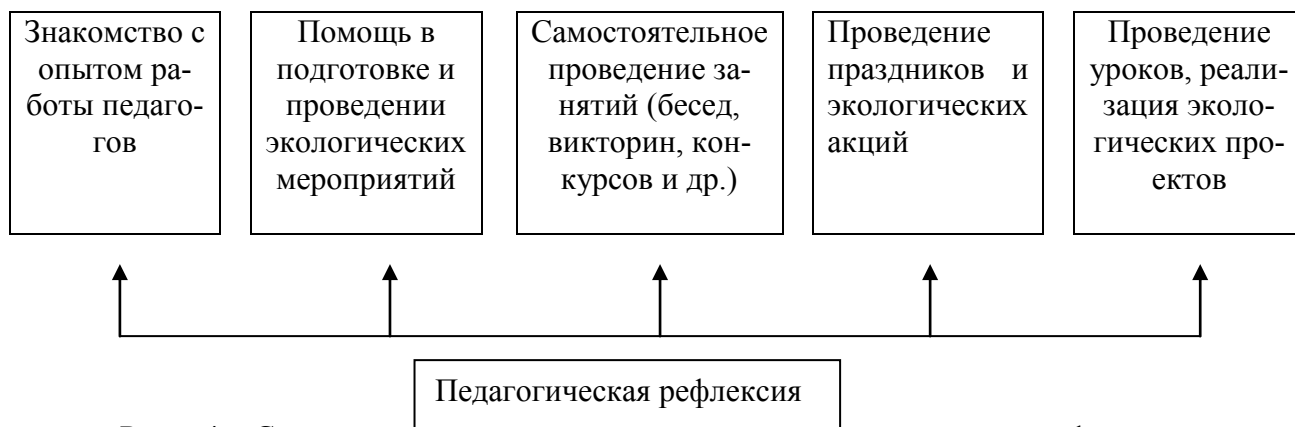 Знакомство с
опытом ра-
боты педаго-
гов
Помощь в
подготовке и
проведении
экологических
мероприятий
Самостоятельное
проведение за-
нятий (бесед,
викторин, кон-
курсов и др.)
Проведение
праздников и
экологических
акций
Проведение
уроков, реали-
зация эколо-
гических про-
ектов
Педагогическая рефлексия